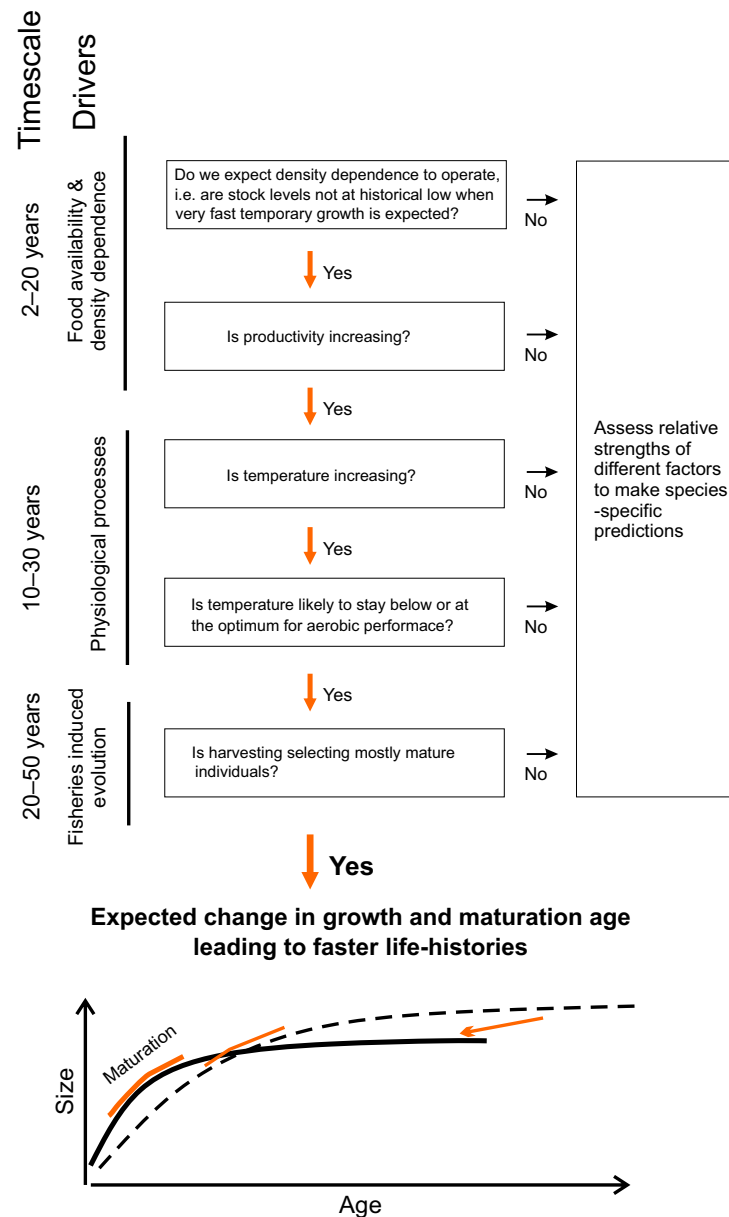 Timescale
Drivers
2–20 years
Food availability &
density dependence
Do we expect density dependence to operate,
i.e. are stock levels not at historical low when
very fast temporary growth is expected?
No
Yes
Is productivity increasing?
No
Yes
10–30 years
Physiological processes
Is temperature increasing?
No
Yes
Is temperature likely to stay below or at
the optimum for aerobic performace?
No
Yes
20–50 years
Fisheries induced
evolution
Is harvesting selecting mostly mature
individuals?
No
Assess relative
strengths of
different factors
to make species
-specific
predictions
Yes
Expected change in growth and maturation age
leading to faster life-histories
Maturation
Size
Age